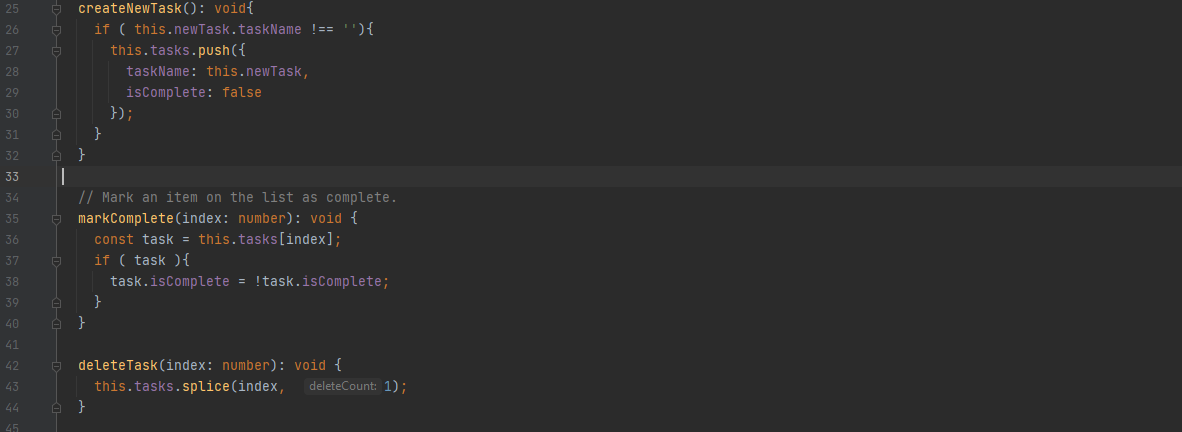 25 createNewTask(): void{
26 if ( this.newTask.taskName !== ''){
27 this.tasks.push({
28 taskName: this.newTask,
29 isComplete: false
30 });
31 }
32 }
33
34 // Mark an item on the list as complete.
35 markComplete(index: number): void {
36 const task = this.tasks[index];
37 if ( task ){
38 task.isComplete = !task.isComplete;
39 }
40 }
41
42 deleteTask(index: number): void {
43 this.tasks.splice(index, deleteCount: 1);
44 }
45